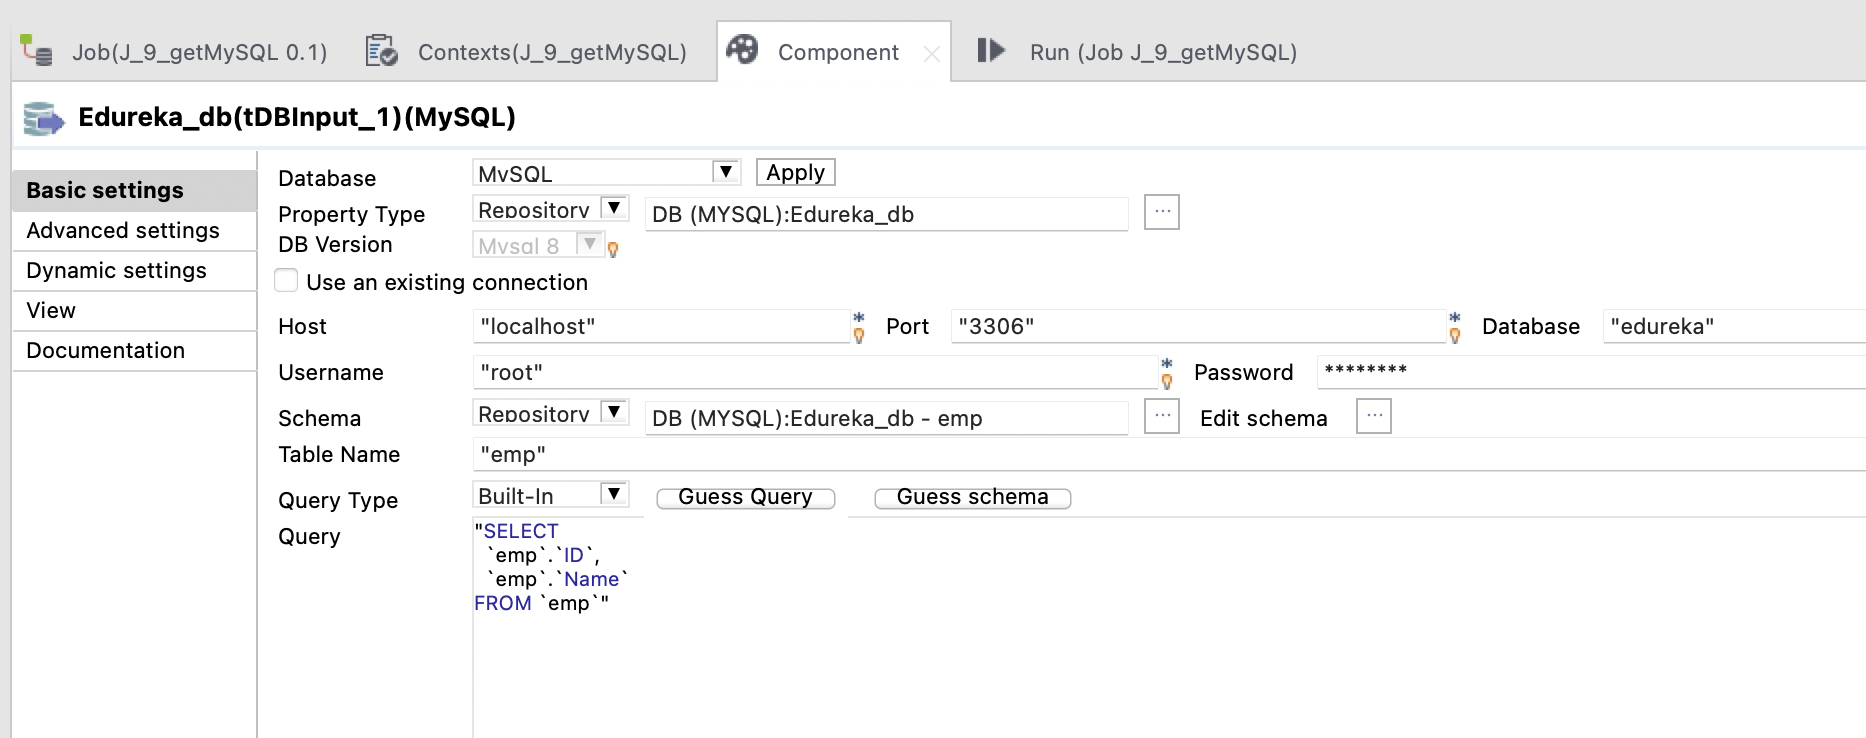 Job(J_9_getMySQL 0.1) Contexts(J_9_getMySQL) Component Run (Job J_9_getMySQL)
Edureka_db(tDBInput_1)(MySQL)
Basic settings
Advanced settings
Dynamic settings
View
Documentation
Database MySQL Apply
Property Type Repository DB (MYSQL):Edureka_db ...
DB Version Mysql 8
Use an existing connection
Host "localhost" * Port "3306" * Database "edureka"
Username "root" * Password ********
Schema Repository DB (MYSQL):Edureka_db - emp ... Edit schema ...
Table Name "emp"
Query Type Built-In Guess Query Guess schema
Query "SELECT
`emp`.`ID`,
`emp`.`Name`
FROM `emp`"